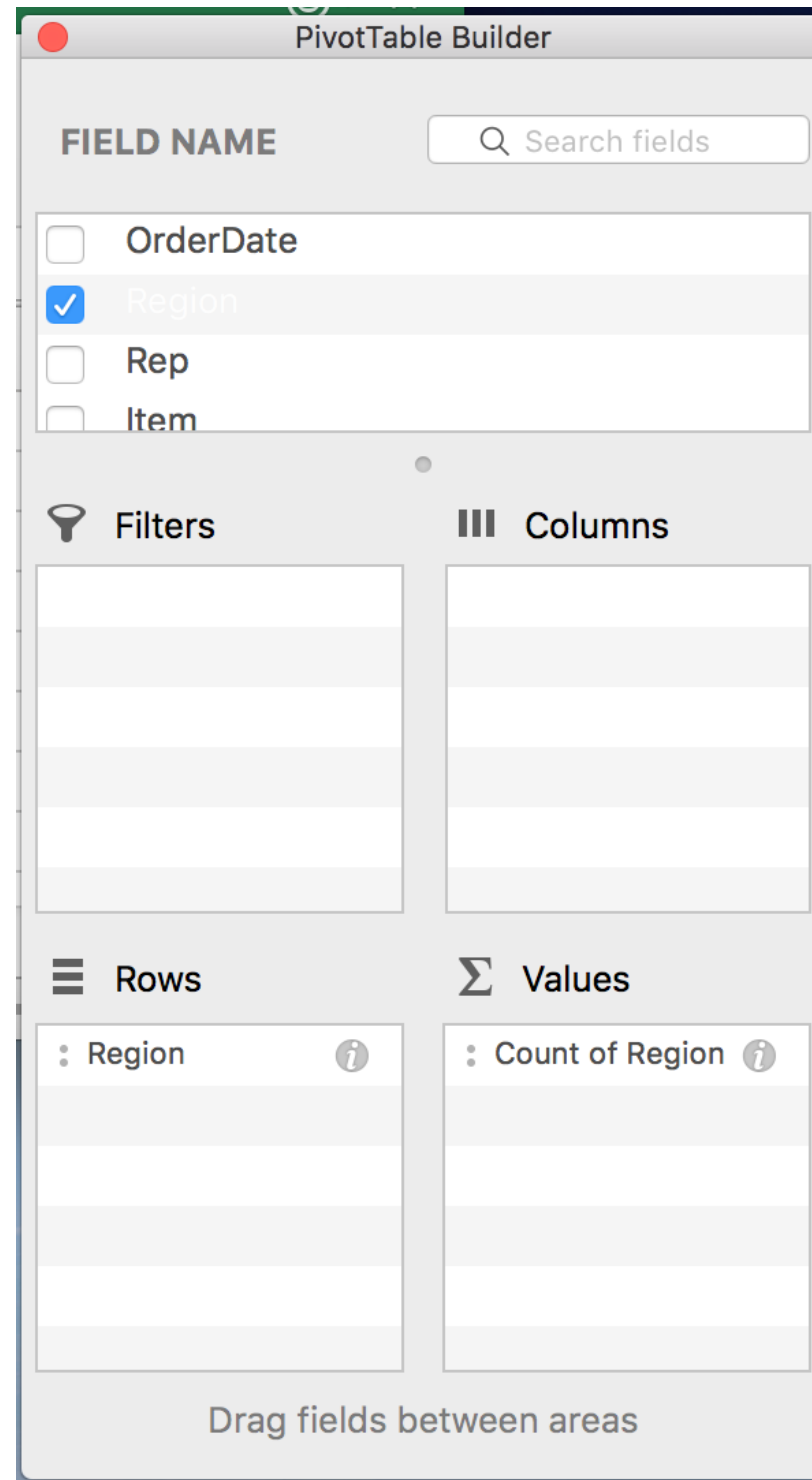 PivotTable Builder
FIELD NAME
Search fields
OrderDate
Region
Rep
Item
Filters
Columns
Rows
Σ Values
Region
Count of Region
Drag fields between areas